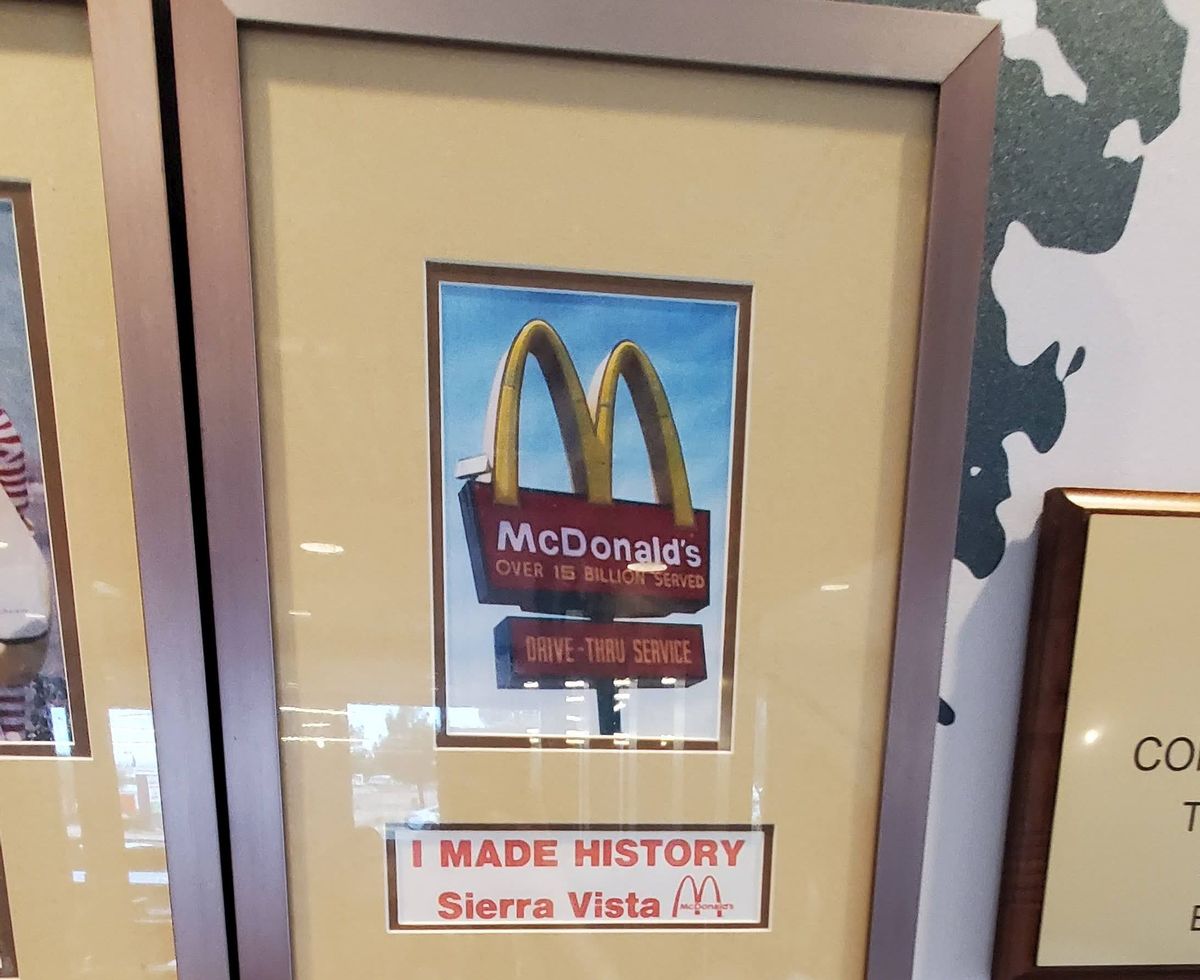 McDonald's
OVER 15 BILLION SERVED
DRIVE-THRU SERVICE
I MADE HISTORY
Sierra Vista
McDonald's